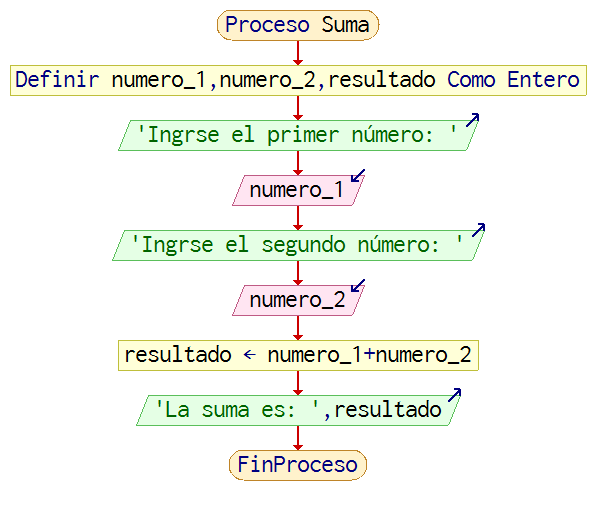 Proceso Suma
Definir numero_1,numero_2,resultado Como Entero
'Ingrse el primer número: '
numero_1
'Ingrse el segundo número: '
numero_2
resultado ← numero_1+numero_2
'La suma es: ',resultado
FinProceso